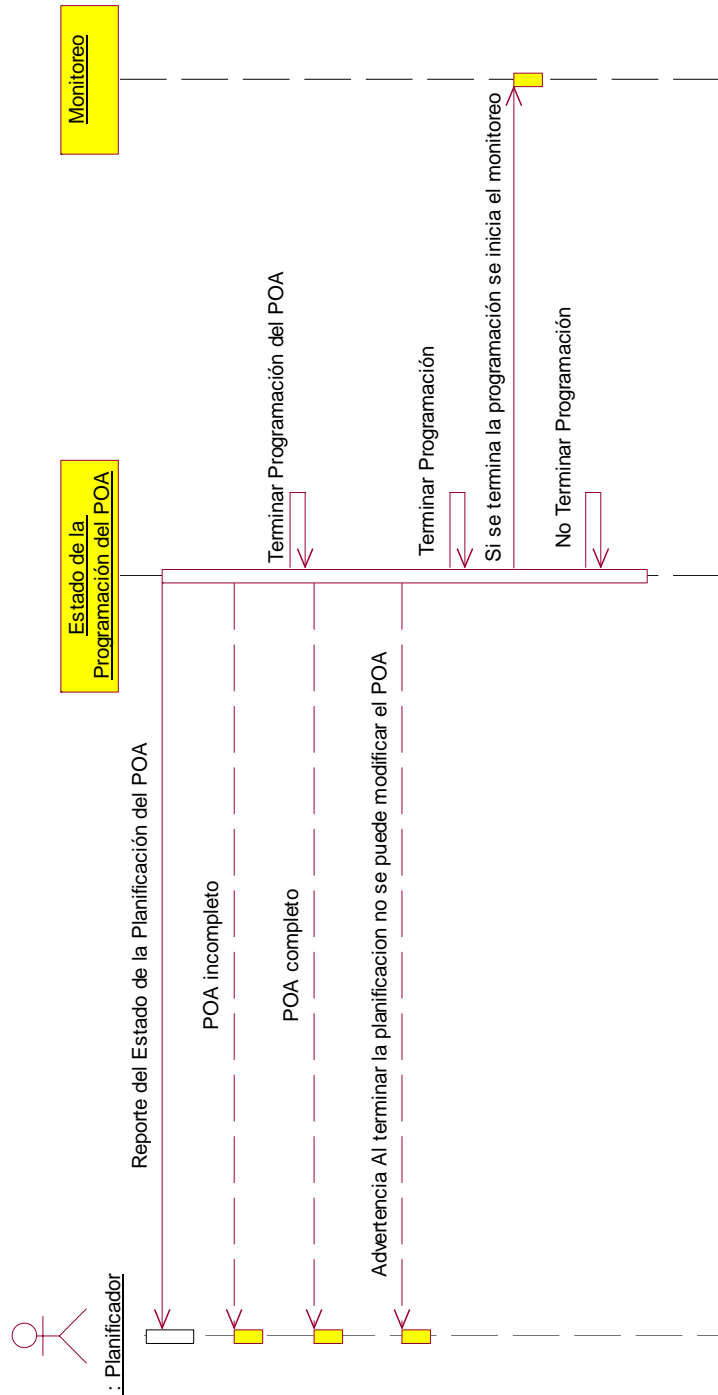 : Planificador
Estado de la
Programación del POA
Monitoreo
Reporte del Estado de la Planificación del POA
POA incompleto
Terminar Programación del POA
POA completo
Advertencia Al terminar la planificacion no se puede modificar el POA
Terminar Programación
Si se termina la programación se inicia el monitoreo
No Terminar Programación